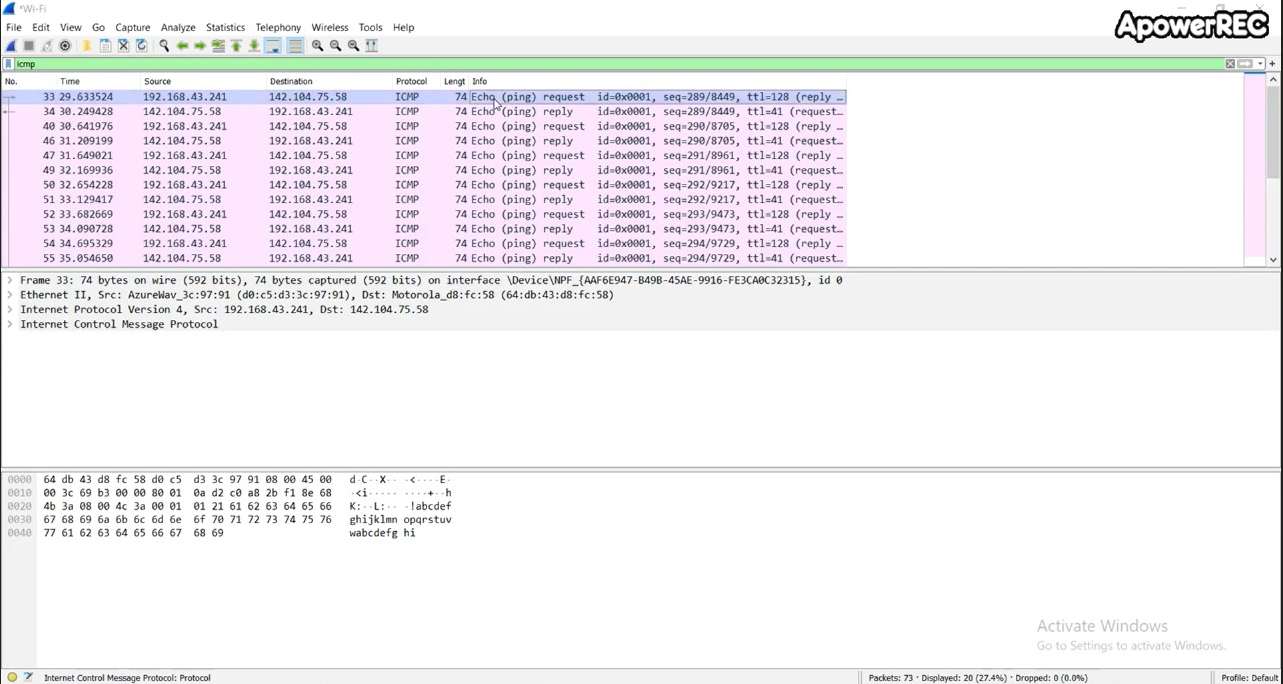 *Wi-Fi
File Edit View Go Capture Analyze Statistics Telephony Wireless Tools Help
ApowerREC
icmp
No. Time Source Destination Protocol Lengt Info
33 29.633524 192.168.43.241 142.104.75.58 ICMP 74 Echo (ping) request id=0x0001, seq=289/8449, ttl=128 (reply …
34 30.249428 142.104.75.58 192.168.43.241 ICMP 74 Echo (ping) reply id=0x0001, seq=289/8449, ttl=41 (request…
40 30.641976 192.168.43.241 142.104.75.58 ICMP 74 Echo (ping) request id=0x0001, seq=290/8705, ttl=128 (reply …
46 31.209199 142.104.75.58 192.168.43.241 ICMP 74 Echo (ping) reply id=0x0001, seq=290/8705, ttl=41 (request…
47 31.649021 192.168.43.241 142.104.75.58 ICMP 74 Echo (ping) request id=0x0001, seq=291/8961, ttl=128 (reply …
49 32.169936 142.104.75.58 192.168.43.241 ICMP 74 Echo (ping) reply id=0x0001, seq=291/8961, ttl=41 (request…
50 32.654228 192.168.43.241 142.104.75.58 ICMP 74 Echo (ping) request id=0x0001, seq=292/9217, ttl=128 (reply …
51 33.129417 142.104.75.58 192.168.43.241 ICMP 74 Echo (ping) reply id=0x0001, seq=292/9217, ttl=41 (request…
52 33.682669 192.168.43.241 142.104.75.58 ICMP 74 Echo (ping) request id=0x0001, seq=293/9473, ttl=128 (reply …
53 34.090728 142.104.75.58 192.168.43.241 ICMP 74 Echo (ping) reply id=0x0001, seq=293/9473, ttl=41 (request…
54 34.695329 192.168.43.241 142.104.75.58 ICMP 74 Echo (ping) request id=0x0001, seq=294/9729, ttl=128 (reply …
55 35.054650 142.104.75.58 192.168.43.241 ICMP 74 Echo (ping) reply id=0x0001, seq=294/9729, ttl=41 (request…
Frame 33: 74 bytes on wire (592 bits), 74 bytes captured (592 bits) on interface \Device\NPF_{AAF6E947-B49B-45AE-9916-FE3CA0C32315}, id 0
Ethernet II, Src: AzureWav_3c:97:91 (d0:c5:d3:3c:97:91), Dst: Motorola_d8:fc:58 (64:db:43:d8:fc:58)
Internet Protocol Version 4, Src: 192.168.43.241, Dst: 142.104.75.58
Internet Control Message Protocol
0000 64 db 43 d8 fc 58 d0 c5 d3 3c 97 91 08 00 45 00 d·C··X·· ·<····E·
0010 00 3c 69 b3 00 00 80 01 0a d2 c0 a8 2b f1 8e 68 ·<i····· ····+··h
0020 4b 3a 08 00 4c 3a 00 01 01 21 61 62 63 64 65 66 K:··L:·· ·!abcdef
0030 67 68 69 6a 6b 6c 6d 6e 6f 70 71 72 73 74 75 76 ghijklmn opqrstuv
0040 77 61 62 63 64 65 66 67 68 69 wabcdefg hi
Activate Windows
Go to Settings to activate Windows.
Internet Control Message Protocol: Protocol Packets: 73 · Displayed: 20 (27.4%) · Dropped: 0 (0.0%) Profile: Default